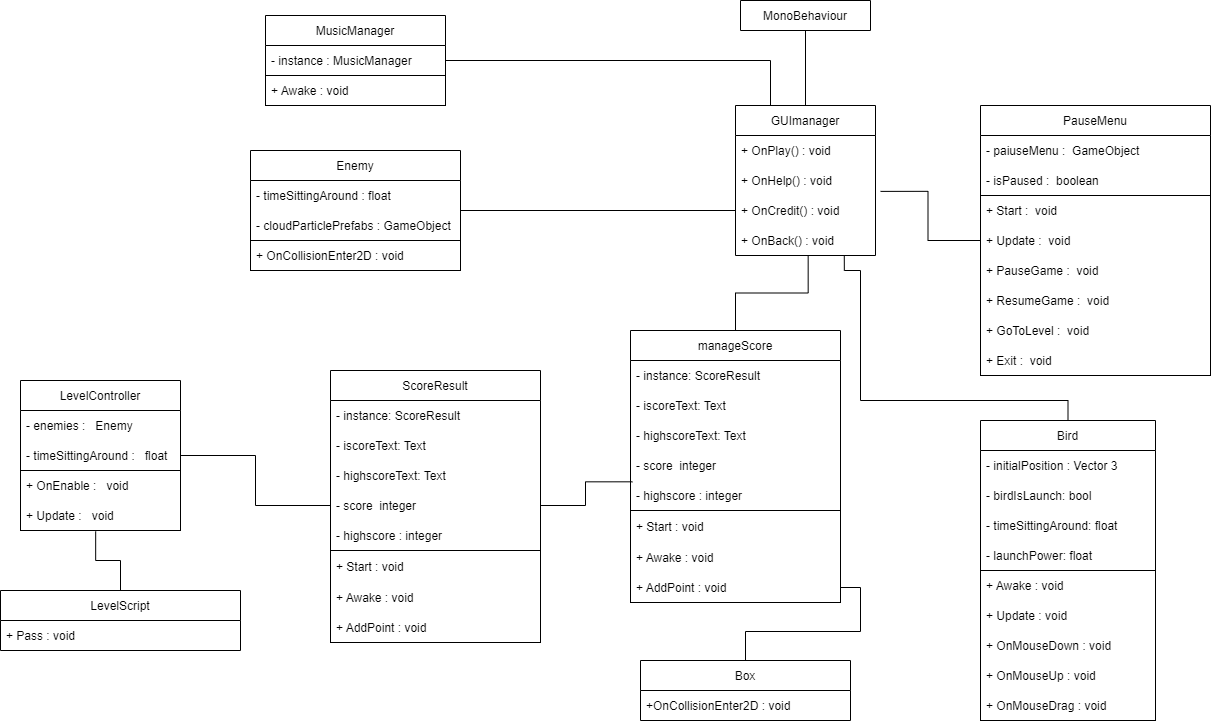 MonoBehaviour
MusicManager
- instance : MusicManager
+ Awake : void
GUImanager
+ OnPlay() : void
+ OnHelp() : void
+ OnCredit() : void
+ OnBack() : void
PauseMenu
- paiuseMenu : GameObject
- isPaused : boolean
+ Start : void
+ Update : void
+ PauseGame : void
+ ResumeGame : void
+ GoToLevel : void
+ Exit : void
Enemy
- timeSittingAround : float
- cloudParticlePrefabs : GameObject
+ OnCollisionEnter2D : void
manageScore
- instance: ScoreResult
- iscoreText: Text
- highscoreText: Text
- score integer
- highscore : integer
+ Start : void
+ Awake : void
+ AddPoint : void
ScoreResult
- instance: ScoreResult
- iscoreText: Text
- highscoreText: Text
- score integer
- highscore : integer
+ Start : void
+ Awake : void
+ AddPoint : void
LevelController
- enemies : Enemy
- timeSittingAround : float
+ OnEnable : void
+ Update : void
Bird
- initialPosition : Vector 3
- birdIsLaunch: bool
- timeSittingAround: float
- launchPower: float
+ Awake : void
+ Update : void
+ OnMouseDown : void
+ OnMouseUp : void
+ OnMouseDrag : void
LevelScript
+ Pass : void
Box
+OnCollisionEnter2D : void